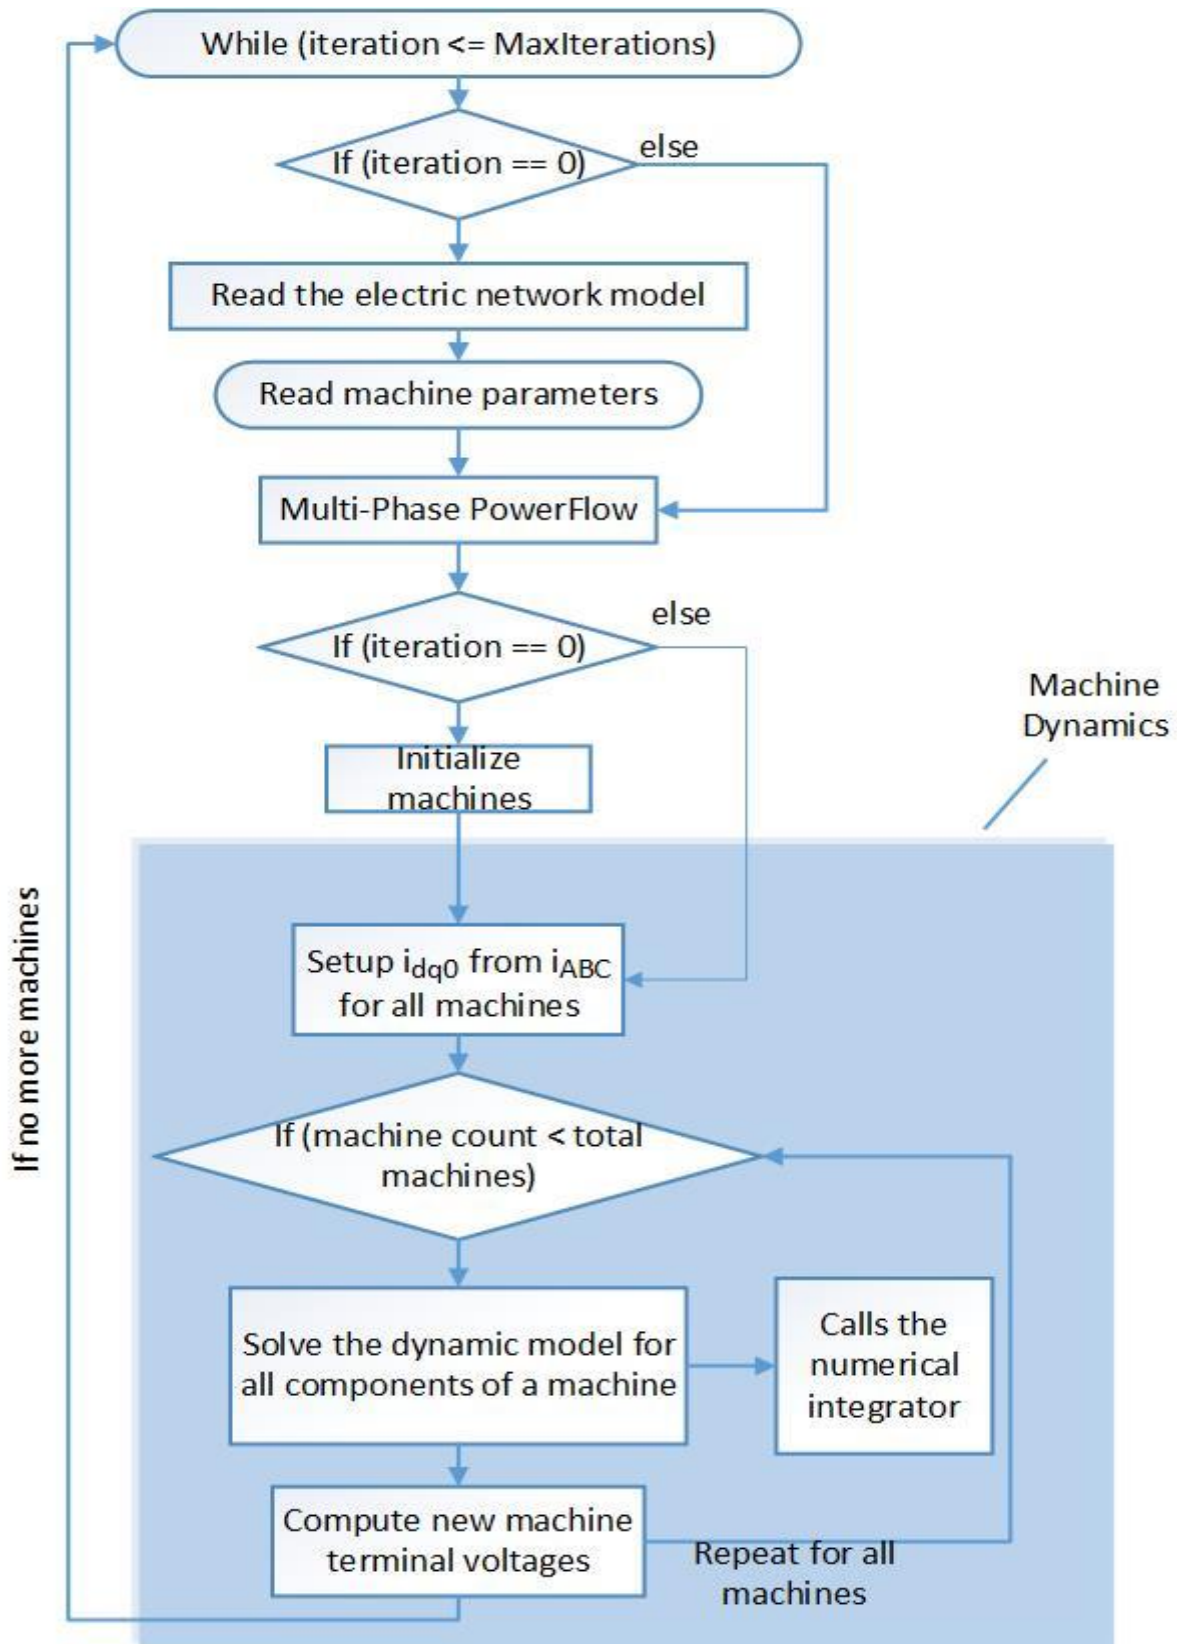 While (iteration <= MaxIterations)
If (iteration == 0)
else
Read the electric network model
Read machine parameters
Multi-Phase PowerFlow
else
If (iteration == 0)
Machine
Dynamics
Initialize
machines
If no more machines
Setup idq0 from iABC
for all machines
If (machine count < total
machines)
Solve the dynamic model for
all components of a machine
Calls the
numerical
integrator
Compute new machine
terminal voltages
Repeat for all
machines